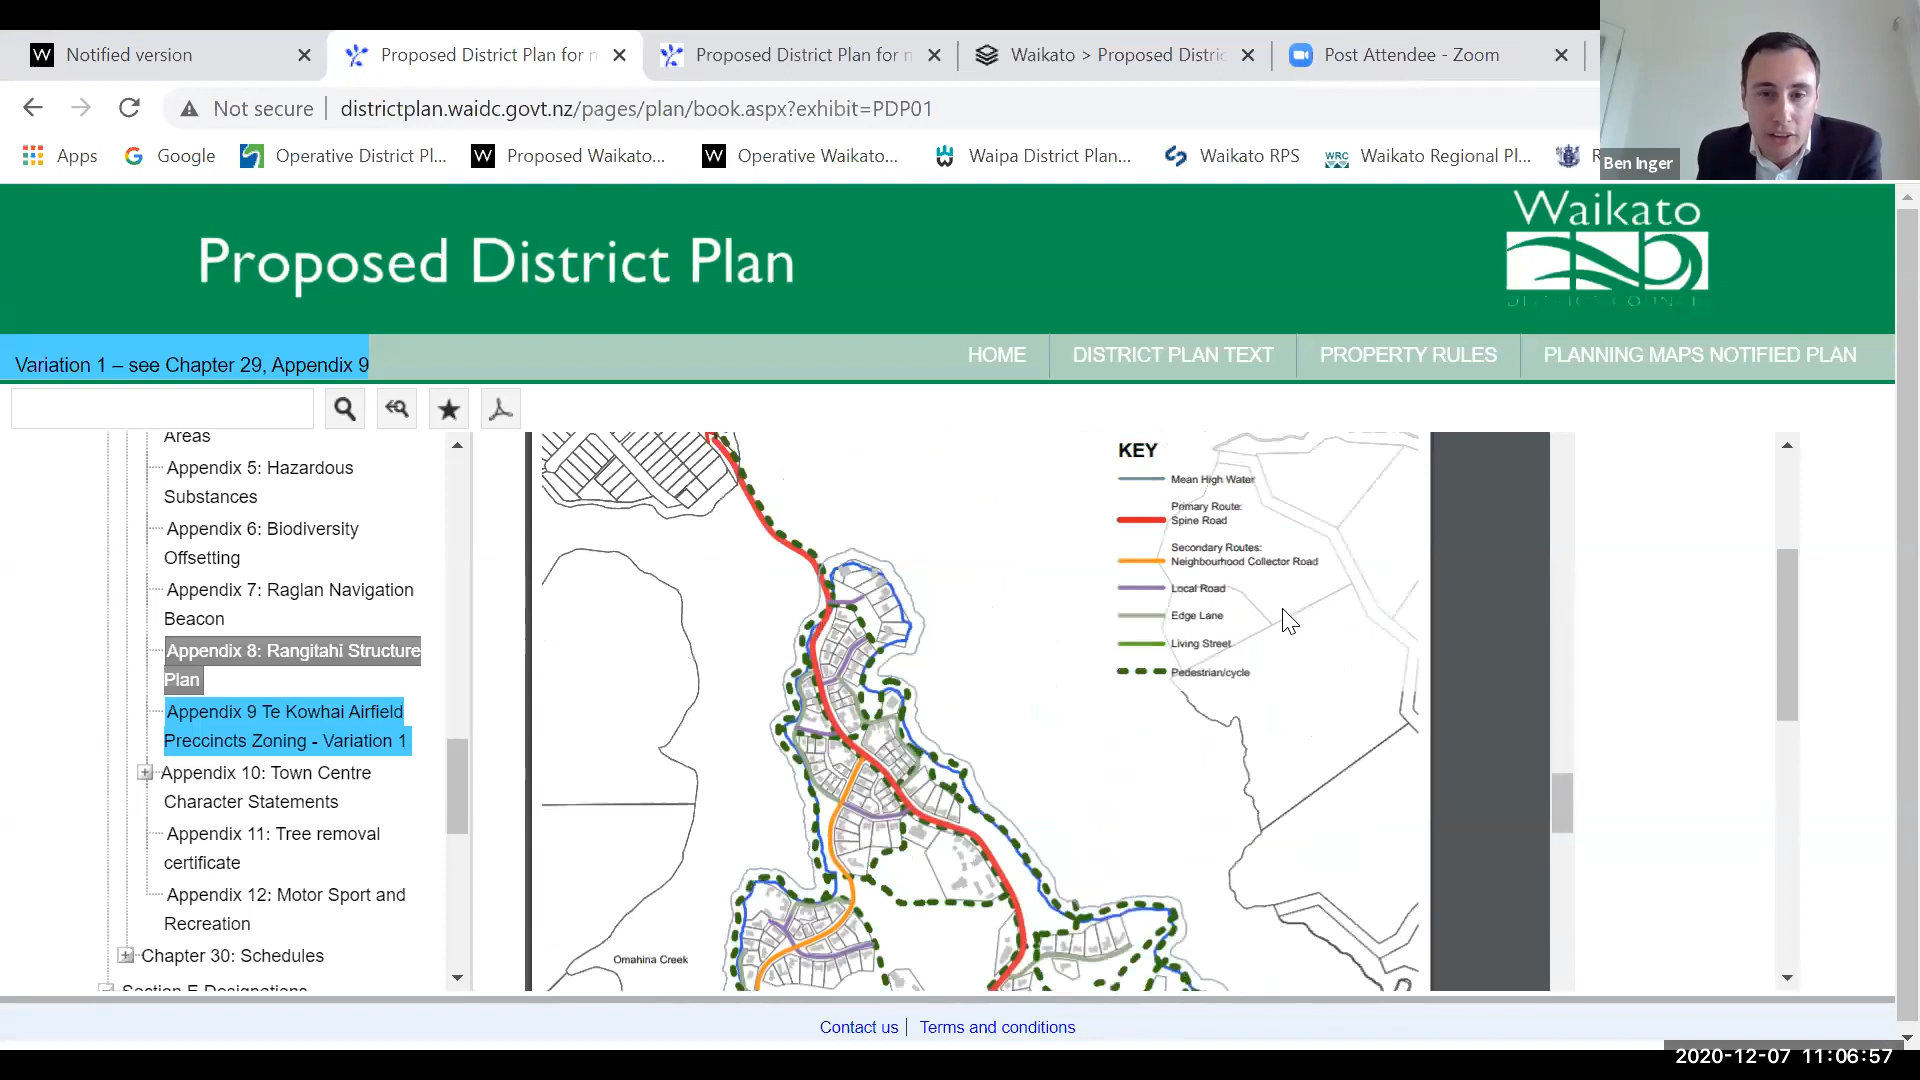 Notified version
Proposed District Plan for n
Proposed District Plan for n
Waikato > Proposed Distric
Post Attendee - Zoom
Not secure
districtplan.waidc.govt.nz/pages/plan/book.aspx?exhibit=PDP01
Apps
Google
Operative District Pl...
Proposed Waikato...
Operative Waikato...
Waipa District Plan...
Waikato RPS
WRC
Waikato Regional Pl...
Ben Inger
Proposed District Plan
Waikato
Variation 1 – see Chapter 29, Appendix 9
HOME
DISTRICT PLAN TEXT
PROPERTY RULES
PLANNING MAPS NOTIFIED PLAN
Areas
Appendix 5: Hazardous
Substances
Appendix 6: Biodiversity
Offsetting
Appendix 7: Raglan Navigation
Beacon
Appendix 8: Rangitahi Structure
Plan
Appendix 9 Te Kowhai Airfield
Preccincts Zoning - Variation 1
Appendix 10: Town Centre
Character Statements
Appendix 11: Tree removal
certificate
Appendix 12: Motor Sport and
Recreation
Chapter 30: Schedules
Section E Designations
KEY
Mean High Water
Primary Route:
Spine Road
Secondary Routes:
Neighbourhood Collector Road
Local Road
Edge Lane
Living Street
Pedestrian/cycle
Omahina Creek
Contact us
Terms and conditions
2020-12-07 11:06:57